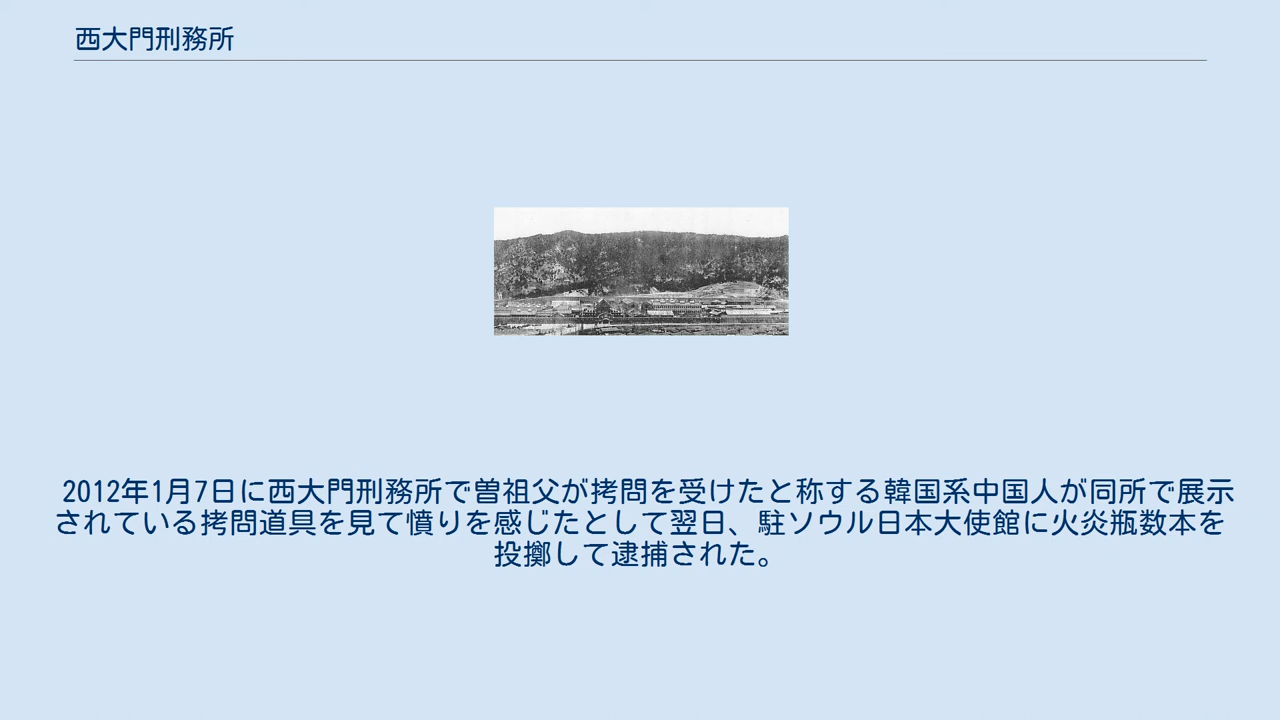 西大門刑務所
2012年1月7日に西大門刑務所で曽祖父が拷問を受けたと称する韓国系中国人が同所で展示
されている拷問道具を見て憤りを感じたとして翌日、駐ソウル日本大使館に火炎瓶数本を
投擲して逮捕された。